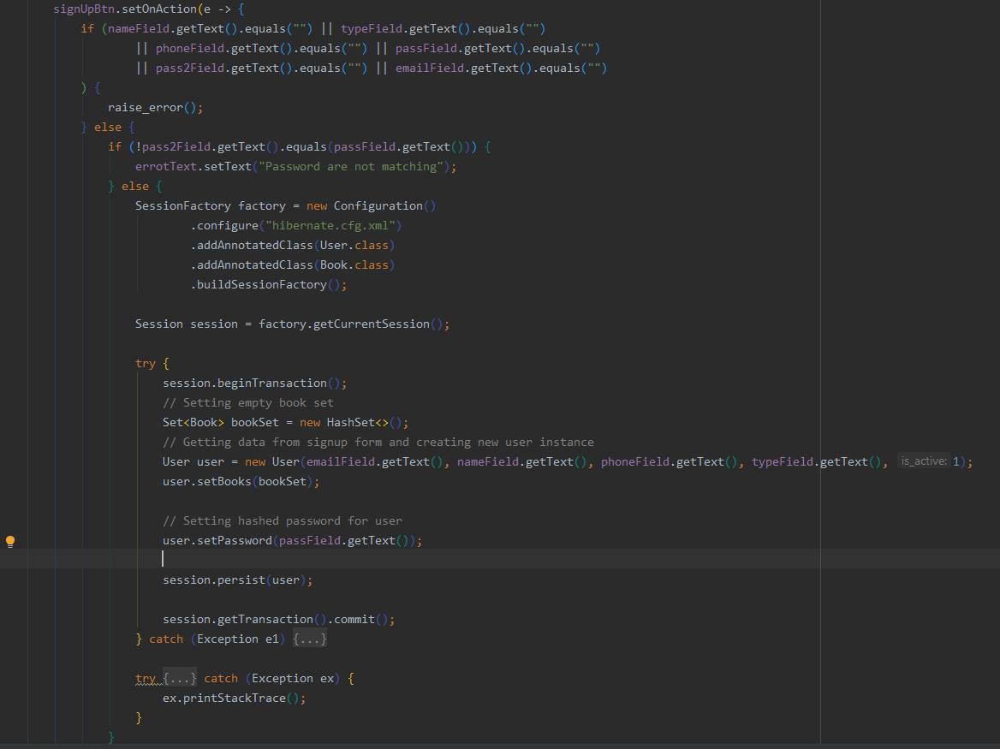 signUpBtn.setOnAction(e -> {
if (nameField.getText().equals("") || typeField.getText().equals("")
|| phoneField.getText().equals("") || passField.getText().equals("")
|| pass2Field.getText().equals("") || emailField.getText().equals("")
) {
raise_error();
} else {
if (!pass2Field.getText().equals(passField.getText())) {
errotText.setText("Password are not matching");
} else {
SessionFactory factory = new Configuration()
.configure("hibernate.cfg.xml")
.addAnnotatedClass(User.class)
.addAnnotatedClass(Book.class)
.buildSessionFactory();
Session session = factory.getCurrentSession();
try {
session.beginTransaction();
// Setting empty book set
Set<Book> bookSet = new HashSet<>();
// Getting data from signup form and creating new user instance
User user = new User(emailField.getText(), nameField.getText(), phoneField.getText(), typeField.getText(), is_active: 1);
user.setBooks(bookSet);
// Setting hashed password for user
user.setPassword(passField.getText());
session.persist(user);
session.getTransaction().commit();
} catch (Exception e1) {...}
try {...} catch (Exception ex) {
ex.printStackTrace();
}
}